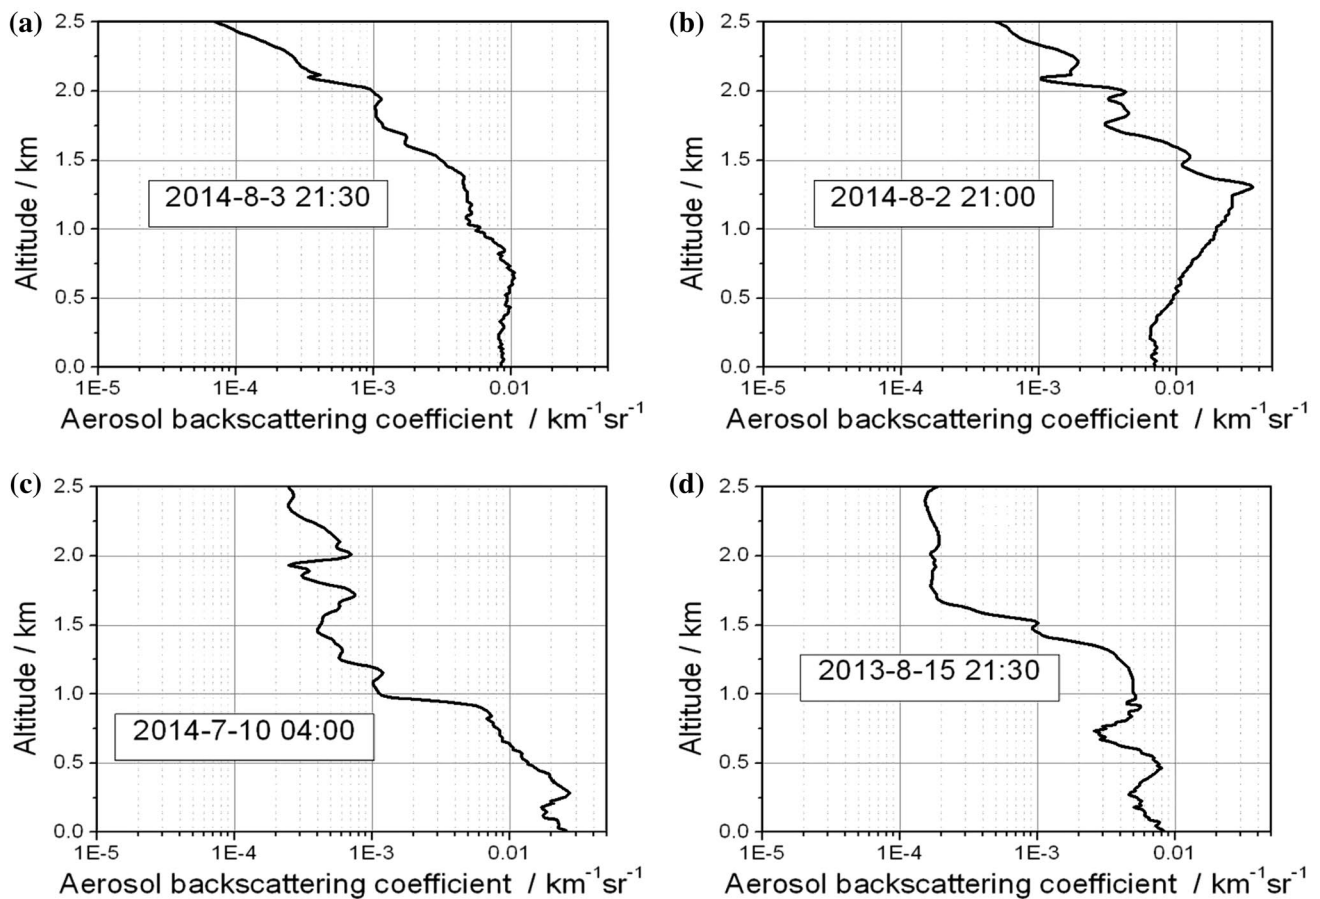 (a)
2.5
2.0
1.5
1.0
0.5
0.0
Altitude / km
2014-8-3 21:30
1E-5 1E-4 1E-3 0.01
Aerosol backscattering coefficient / km⁻¹sr⁻¹
(b)
2.5
2.0
1.5
1.0
0.5
0.0
Altitude / km
2014-8-2 21:00
1E-5 1E-4 1E-3 0.01
Aerosol backscattering coefficient / km⁻¹sr⁻¹
(c)
2.5
2.0
1.5
1.0
0.5
0.0
Altitude / km
2014-7-10 04:00
1E-5 1E-4 1E-3 0.01
Aerosol backscattering coefficient / km⁻¹sr⁻¹
(d)
2.5
2.0
1.5
1.0
0.5
0.0
Altitude / km
2013-8-15 21:30
1E-5 1E-4 1E-3 0.01
Aerosol backscattering coefficient / km⁻¹sr⁻¹